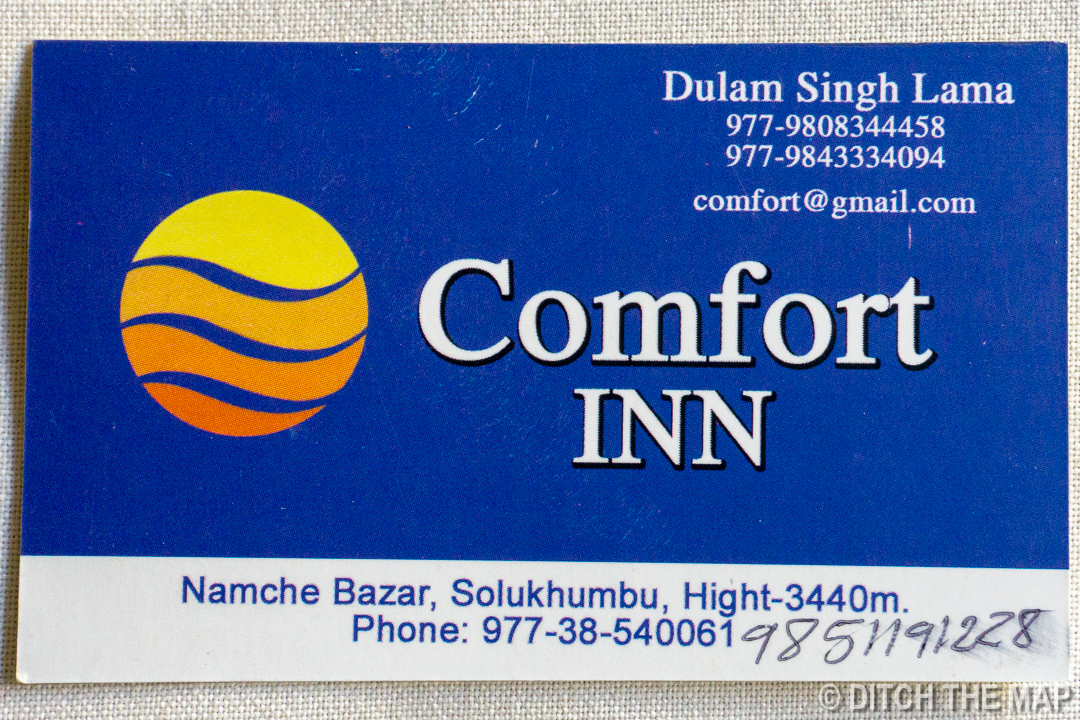 Dulam Singh Lama
977-9808344458
977-9843334094
comfort@gmail.com
Comfort
INN
Namche Bazar, Solukhumbu, Hight-3440m.
Phone: 977-38-540061 9851191228
© DITCH THE MAP